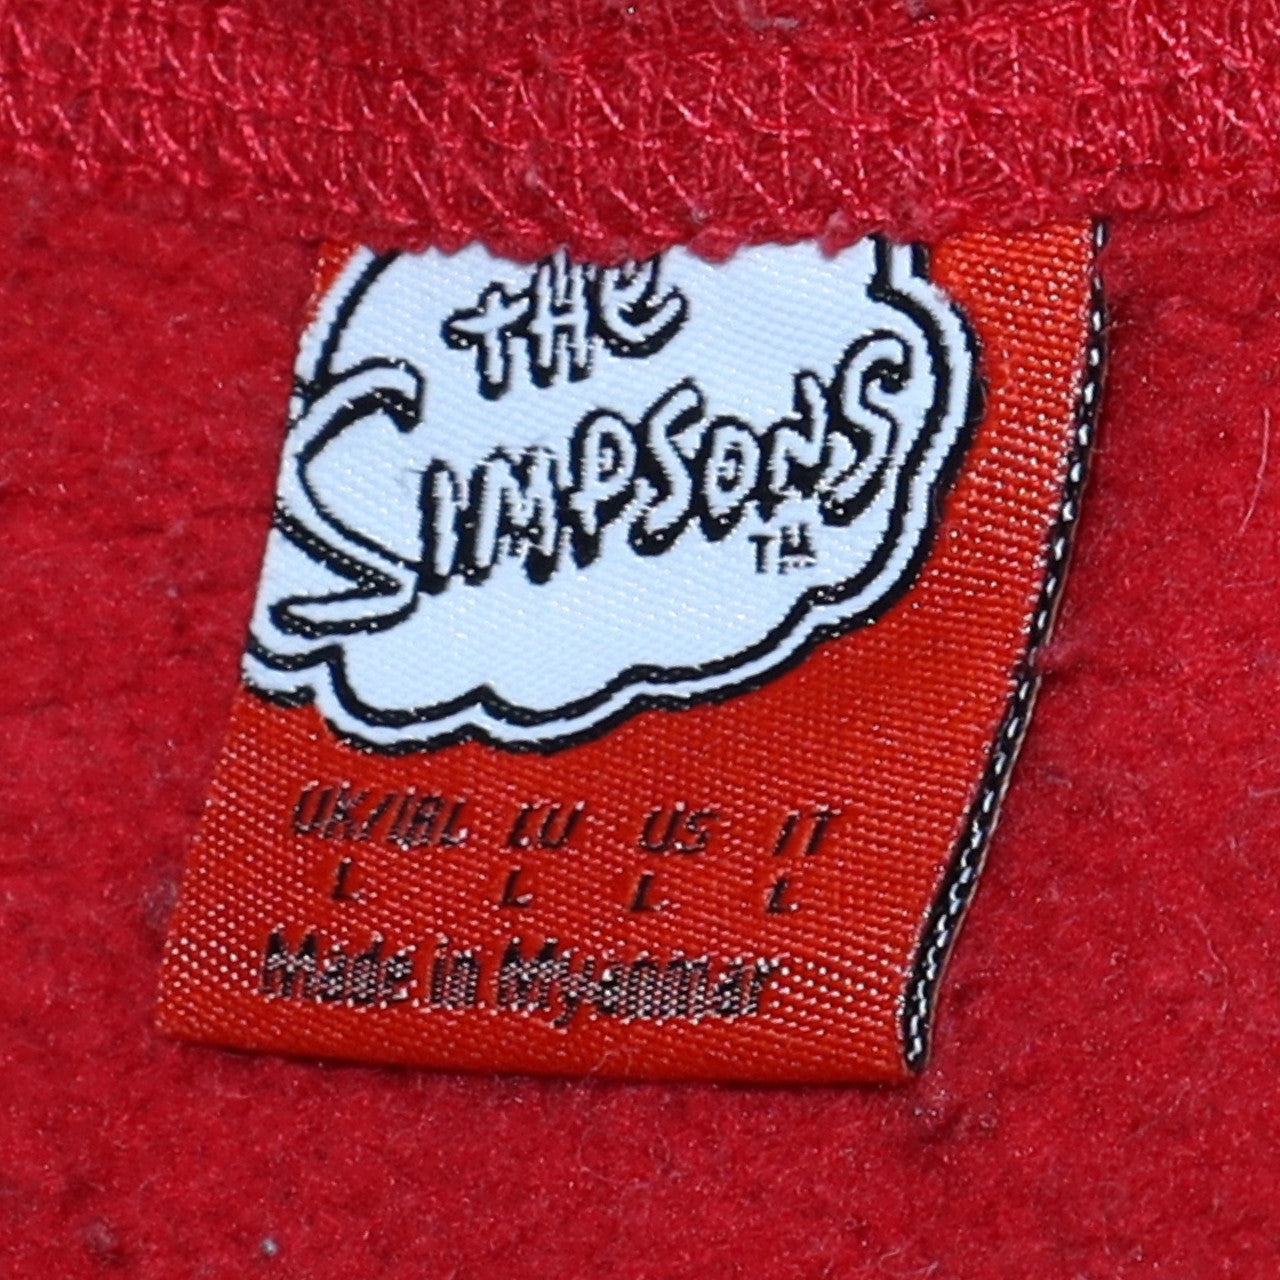 THE
SIMPSONS
TM
UK/IRL EU US IT
L L L L
Made in Myanmar